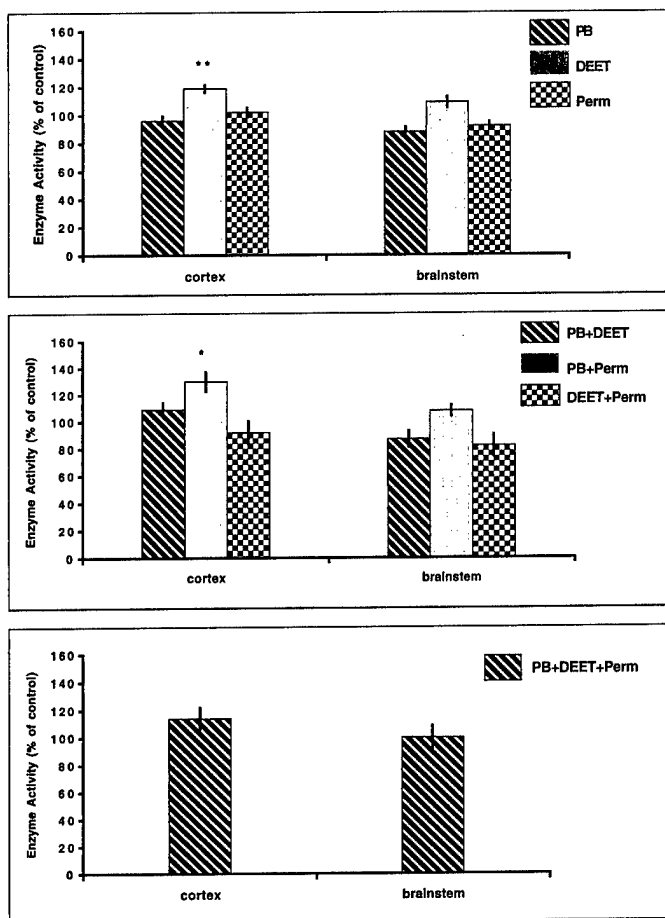 Enzyme Activity (% of control)
160
140
120
100
80
60
40
20
0
**
cortex
brainstem
PB
DEET
Perm
Enzyme Activity (% of control)
160
140
120
100
80
60
40
20
0
*
cortex
brainstem
PB+DEET
PB+Perm
DEET+Perm
Enzyme Activity (% of control)
160
140
120
100
80
60
40
20
0
cortex
brainstem
PB+DEET+Perm